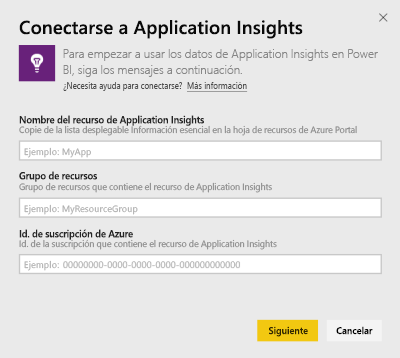 Conectarse a Application Insights
Para empezar a usar los datos de Application Insights en Power
BI, siga los mensajes a continuación.
¿Necesita ayuda para conectarse? Más información
Nombre del recurso de Application Insights
Copie de la lista desplegable Información esencial en la hoja de recursos de Azure Portal
Ejemplo: MyApp
Grupo de recursos
Grupo de recursos que contiene el recurso de Application Insights
Ejemplo: MyResourceGroup
Id. de suscripción de Azure
Id. de la suscripción que contiene el recurso de Application Insights
Ejemplo: 00000000-0000-0000-0000-000000000000
Siguiente Cancelar